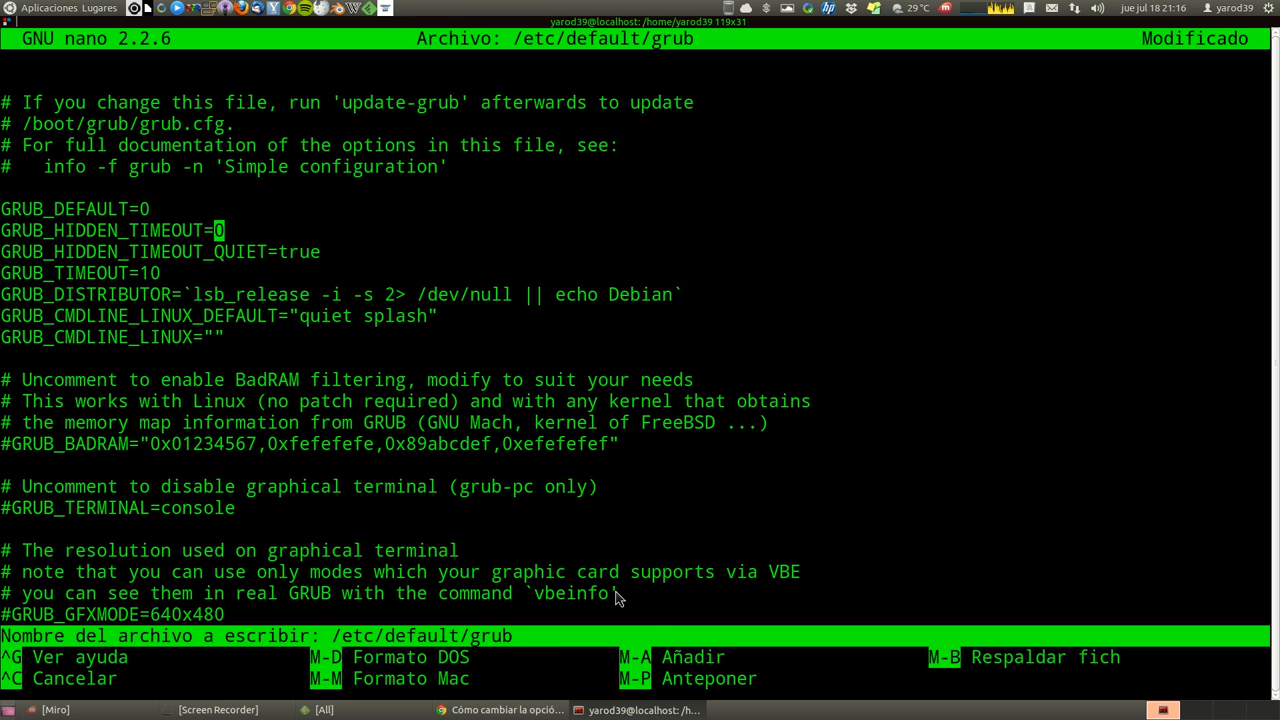 Aplicaciones Lugares
29 °C
jue jul 18 21:16
yarod39
yarod39@localhost: /home/yarod39 119x31
GNU nano 2.2.6 Archivo: /etc/default/grub Modificado
# If you change this file, run 'update-grub' afterwards to update
# /boot/grub/grub.cfg.
# For full documentation of the options in this file, see:
#   info -f grub -n 'Simple configuration'
GRUB_DEFAULT=0
GRUB_HIDDEN_TIMEOUT=0
GRUB_HIDDEN_TIMEOUT_QUIET=true
GRUB_TIMEOUT=10
GRUB_DISTRIBUTOR=`lsb_release -i -s 2> /dev/null || echo Debian`
GRUB_CMDLINE_LINUX_DEFAULT="quiet splash"
GRUB_CMDLINE_LINUX=""
# Uncomment to enable BadRAM filtering, modify to suit your needs
# This works with Linux (no patch required) and with any kernel that obtains
# the memory map information from GRUB (GNU Mach, kernel of FreeBSD ...)
#GRUB_BADRAM="0x01234567,0xfefefefe,0x89abcdef,0xefefefef"
# Uncomment to disable graphical terminal (grub-pc only)
#GRUB_TERMINAL=console
# The resolution used on graphical terminal
# note that you can use only modes which your graphic card supports via VBE
# you can see them in real GRUB with the command `vbeinfo'
#GRUB_GFXMODE=640x480
Nombre del archivo a escribir: /etc/default/grub
^G Ver ayuda M-D Formato DOS M-A Añadir M-B Respaldar fich
^C Cancelar M-M Formato Mac M-P Anteponer
[Miro] [Screen Recorder] [All] Cómo cambiar la opció... yarod39@localhost: /h...